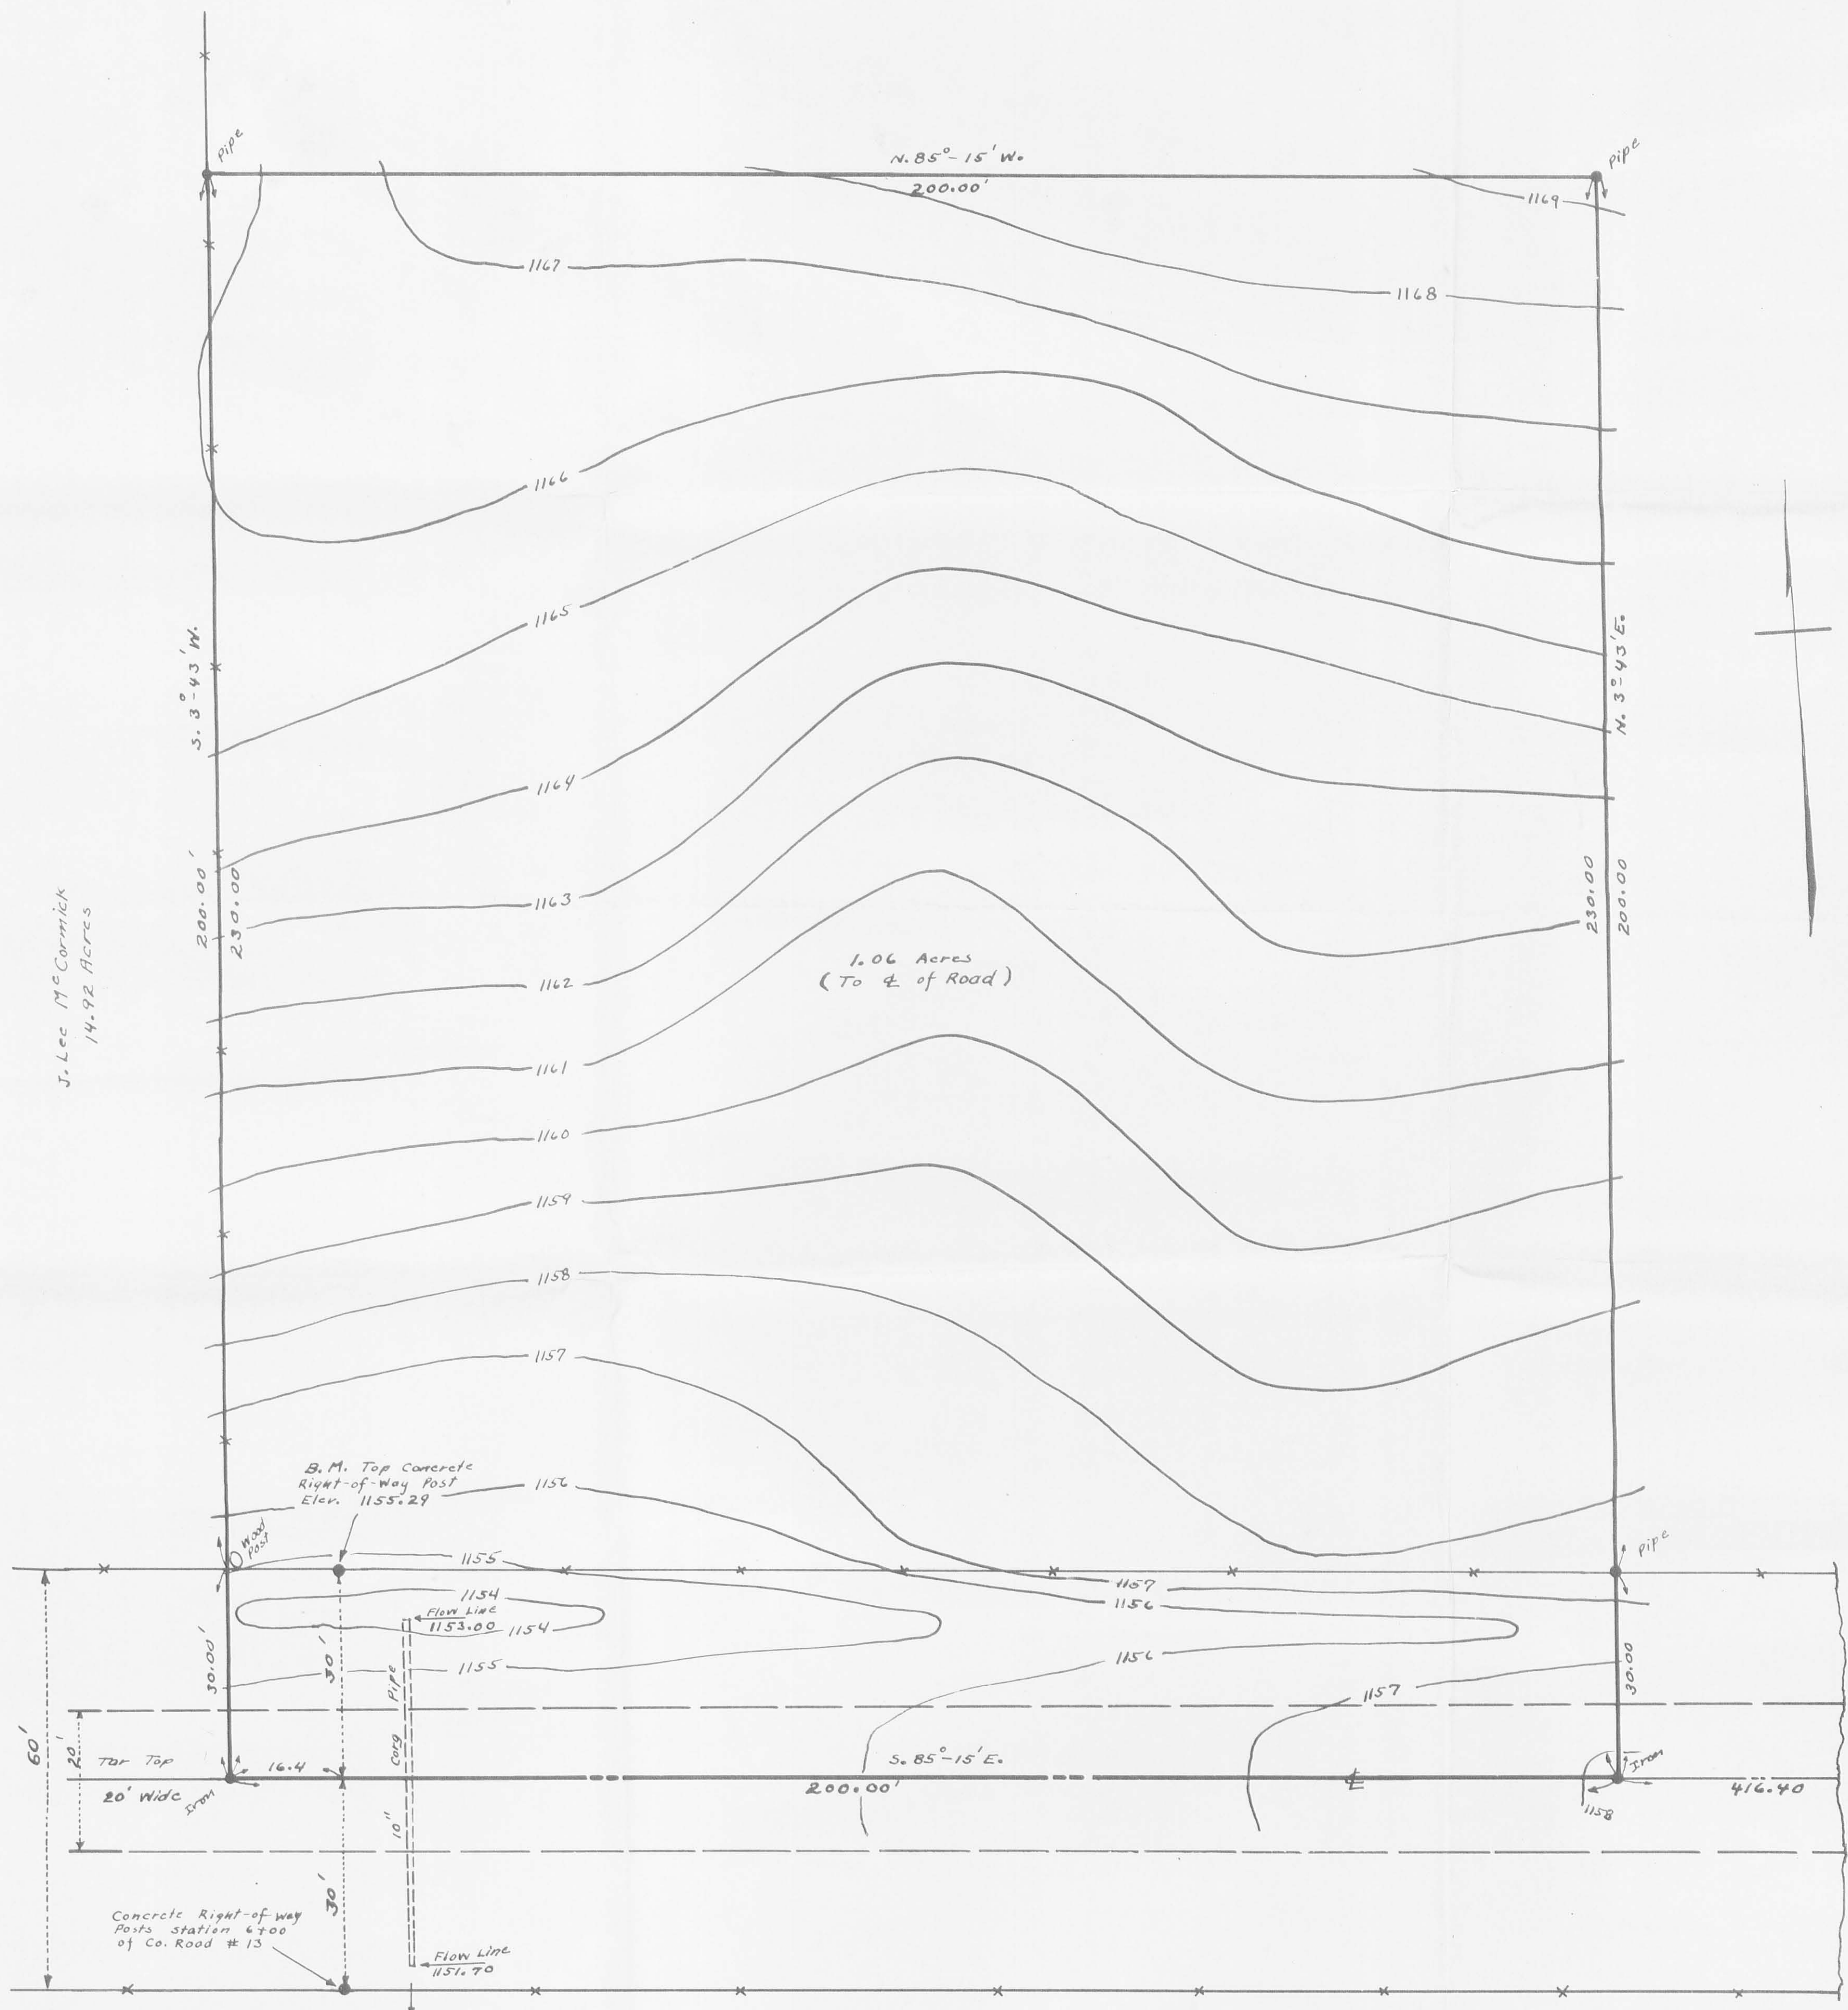 Pipe
Pipe
N. 85°-15' W.
200.00'
1169
1167
1168
1166
1165
S. 3°-43' W.
N. 3°-43' E.
1164
200.00'
230.00
230.00
200.00
1163
J. Lee McCormick
14.92 Acres
1.06 Acres
(To ℄ of Road)
1162
1161
1160
1159
1158
1157
B.M. Top Concrete
Right-of-Way Post
Elev. 1155.29
1156
Wood
Post
Pipe
1155
1157
1154
1156
Flow Line
1153.00
1154
1156
1155
30.00'
30'
30.00
1157
60'
20'
Corg Pipe
10"
Tar Top
20' Wide
16.4
Iron
S. 85°-15' E.
200.00'
℄
Iron
416.40
1158
30'
Concrete Right-of way
Posts station 6+00
of Co. Road # 13
Flow Line
1151.70